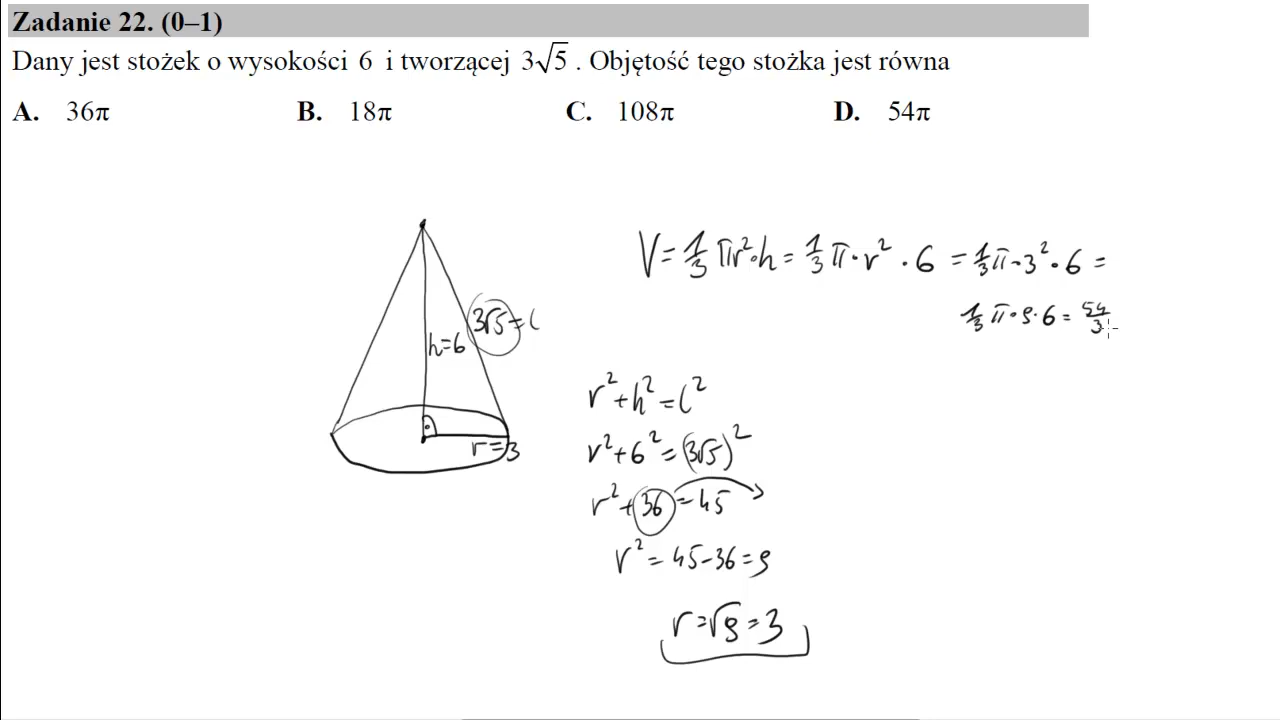 Zadanie 22. (0–1)
Dany jest stożek o wysokości 6 i tworzącej 3√5 . Objętość tego stożka jest równa
A. 36π B. 18π C. 108π D. 54π
V = 1/3 πr²·h = 1/3 π·r²·6 = 1/3 π·3²·6 =
1/3 π·9·6 = 54/3
3√5 = l
h=6
r=3
r²+h²=l²
r²+6²=(3√5)²
r²+36=45
r²=45-36=9
r=√9=3